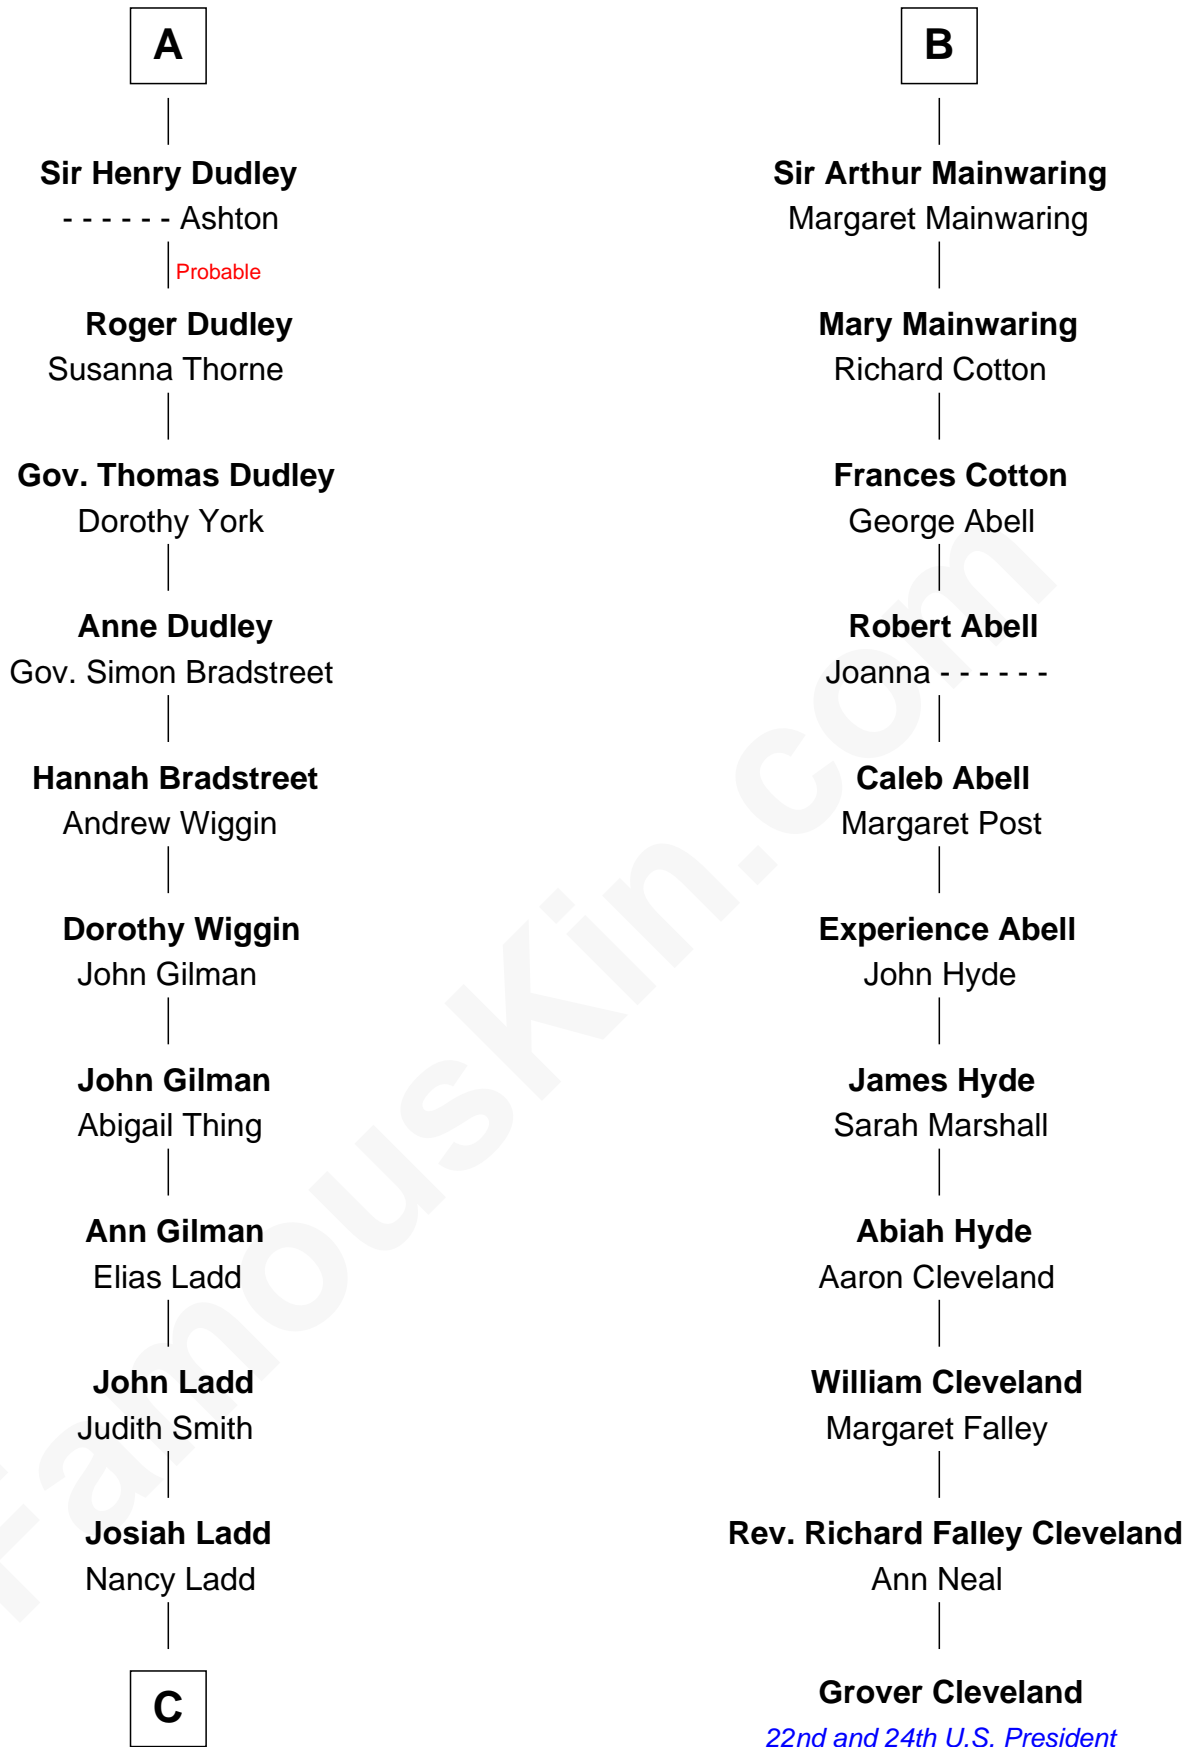 A
Sir Henry Dudley
- - - - - - Ashton
Probable
Roger Dudley
Susanna Thorne
Gov. Thomas Dudley
Dorothy York
Anne Dudley
Gov. Simon Bradstreet
Hannah Bradstreet
Andrew Wiggin
Dorothy Wiggin
John Gilman
John Gilman
Abigail Thing
Ann Gilman
Elias Ladd
John Ladd
Judith Smith
Josiah Ladd
Nancy Ladd
C
B
Sir Arthur Mainwaring
Margaret Mainwaring
Mary Mainwaring
Richard Cotton
Frances Cotton
George Abell
Robert Abell
Joanna - - - - - -
Caleb Abell
Margaret Post
Experience Abell
John Hyde
James Hyde
Sarah Marshall
Abiah Hyde
Aaron Cleveland
William Cleveland
Margaret Falley
Rev. Richard Falley Cleveland
Ann Neal
Grover Cleveland
22nd and 24th U.S. President
FamousKin.com